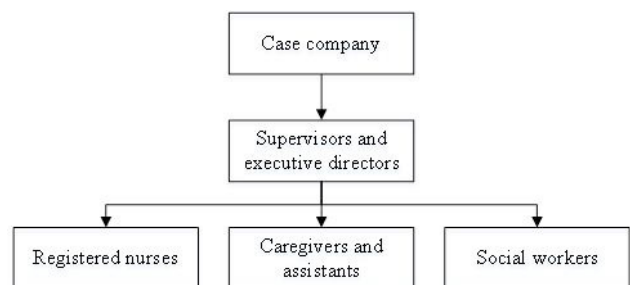 Case company
Supervisors and
executive directors
Registered nurses
Caregivers and
assistants
Social workers